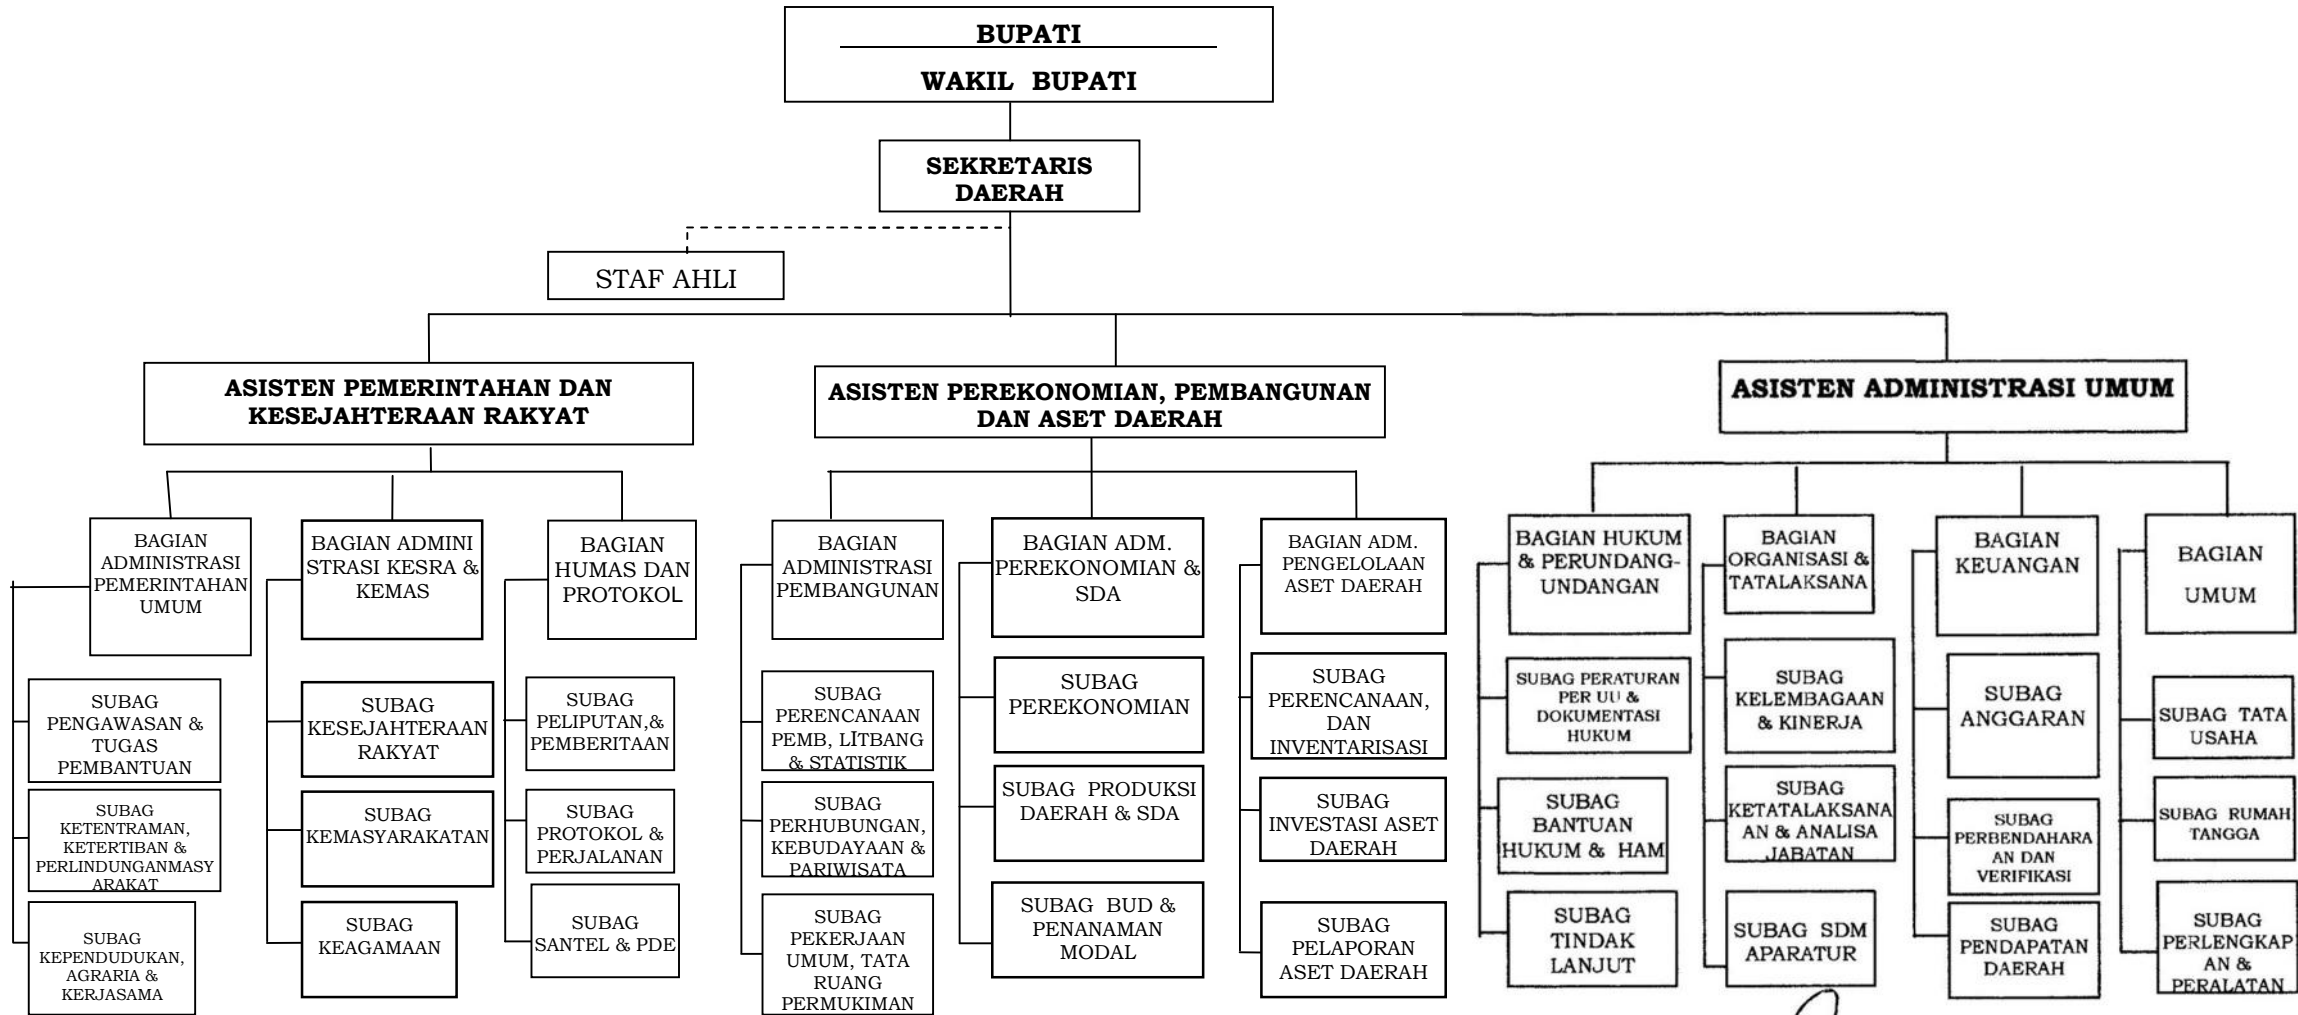 BUPATI
WAKIL BUPATI
SEKRETARIS
DAERAH
STAF AHLI
ASISTEN PEMERINTAHAN DAN
KESEJAHTERAAN RAKYAT
ASISTEN PEREKONOMIAN, PEMBANGUNAN
DAN ASET DAERAH
ASISTEN ADMINISTRASI UMUM
BAGIAN
ADMINISTRASI
PEMERINTAHAN
UMUM
BAGIAN ADMINI
STRASI KESRA &
KEMAS
BAGIAN
HUMAS DAN
PROTOKOL
BAGIAN
ADMINISTRASI
PEMBANGUNAN
BAGIAN ADM.
PEREKONOMIAN &
SDA
BAGIAN ADM.
PENGELOLAAN
ASET DAERAH
BAGIAN HUKUM
& PERUNDANG-
UNDANGAN
BAGIAN
ORGANISASI &
TATALAKSANA
BAGIAN
KEUANGAN
BAGIAN
UMUM
SUBAG
PENGAWASAN &
TUGAS
PEMBANTUAN
SUBAG
KESEJAHTERAAN
RAKYAT
SUBAG
PELIPUTAN,&
PEMBERITAAN
SUBAG
PERENCANAAN
PEMB, LITBANG
& STATISTIK
SUBAG
PEREKONOMIAN
SUBAG
PERENCANAAN,
DAN
INVENTARISASI
SUBAG PERATURAN
PER UU &
DOKUMENTASI
HUKUM
SUBAG
KELEMBAGAAN
& KINERJA
SUBAG
ANGGARAN
SUBAG TATA
USAHA
SUBAG
KETENTRAMAN,
KETERTIBAN &
PERLINDUNGANMASY
ARAKAT
SUBAG
KEMASYARAKATAN
SUBAG
PROTOKOL &
PERJALANAN
SUBAG
PERHUBUNGAN,
KEBUDAYAAN &
PARIWISATA
SUBAG PRODUKSI
DAERAH & SDA
SUBAG
INVESTASI ASET
DAERAH
SUBAG
BANTUAN
HUKUM & HAM
SUBAG
KETATALAKSANA
AN & ANALISA
JABATAN
SUBAG
PERBENDAHARA
AN DAN
VERIFIKASI
SUBAG RUMAH
TANGGA
SUBAG
KEPENDUDUKAN,
AGRARIA &
KERJASAMA
SUBAG
KEAGAMAAN
SUBAG
SANTEL & PDE
SUBAG
PEKERJAAN
UMUM, TATA
RUANG
PERMUKIMAN
SUBAG BUD &
PENANAMAN
MODAL
SUBAG
PELAPORAN
ASET DAERAH
SUBAG
TINDAK
LANJUT
SUBAG SDM
APARATUR
SUBAG
PENDAPATAN
DAERAH
SUBAG
PERLENGKAP
AN &
PERALATAN